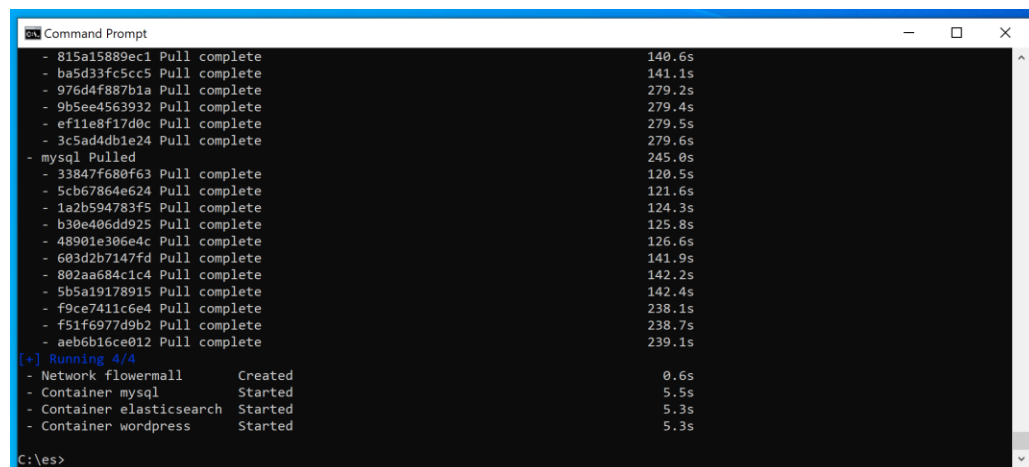 Command Prompt
- 815a15889ec1 Pull complete 140.6s
- ba5d33fc5cc5 Pull complete 141.1s
- 976d4f887b1a Pull complete 279.2s
- 9b5ee4563932 Pull complete 279.4s
- ef11e8f17d0c Pull complete 279.5s
- 3c5ad4db1e24 Pull complete 279.6s
- mysql Pulled 245.0s
- 33847f680f63 Pull complete 120.5s
- 5cb67864e624 Pull complete 121.6s
- 1a2b594783f5 Pull complete 124.3s
- b30e406dd925 Pull complete 125.8s
- 48901e306e4c Pull complete 126.6s
- 603d2b7147fd Pull complete 141.9s
- 802aa684c1c4 Pull complete 142.2s
- 5b5a19178915 Pull complete 142.4s
- f9ce7411c6e4 Pull complete 238.1s
- f51f6977d9b2 Pull complete 238.7s
- aeb6b16ce012 Pull complete 239.1s
[+] Running 4/4
- Network flowermall Created 0.6s
- Container mysql Started 5.5s
- Container elasticsearch Started 5.3s
- Container wordpress Started 5.3s
C:\es>